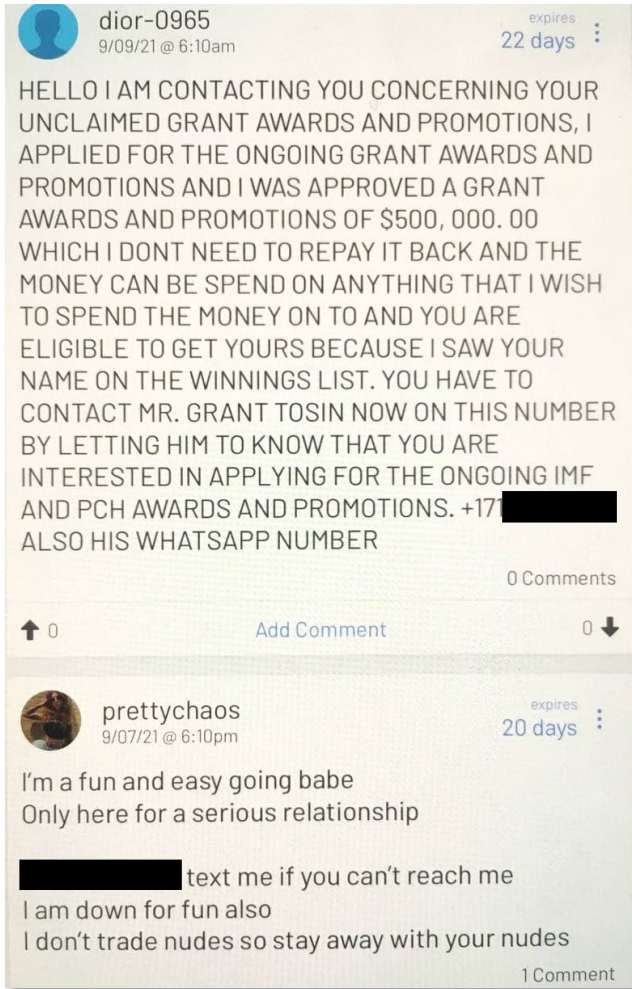 dior-0965
expires
9/09/21 @ 6:10am
22 days
HELLO I AM CONTACTING YOU CONCERNING YOUR
UNCLAIMED GRANT AWARDS AND PROMOTIONS, I
APPLIED FOR THE ONGOING GRANT AWARDS AND
PROMOTIONS AND I WAS APPROVED A GRANT
AWARDS AND PROMOTIONS OF $500, 000. 00
WHICH I DONT NEED TO REPAY IT BACK AND THE
MONEY CAN BE SPEND ON ANYTHING THAT I WISH
TO SPEND THE MONEY ON TO AND YOU ARE
ELIGIBLE TO GET YOURS BECAUSE I SAW YOUR
NAME ON THE WINNINGS LIST. YOU HAVE TO
CONTACT MR. GRANT TOSIN NOW ON THIS NUMBER
BY LETTING HIM TO KNOW THAT YOU ARE
INTERESTED IN APPLYING FOR THE ONGOING IMF
AND PCH AWARDS AND PROMOTIONS. +171
ALSO HIS WHATSAPP NUMBER
0 Comments
0
Add Comment
0
prettychaos
expires
9/07/21 @ 6:10pm
20 days
I'm a fun and easy going babe
Only here for a serious relationship
text me if you can't reach me
I am down for fun also
I don't trade nudes so stay away with your nudes
1 Comment